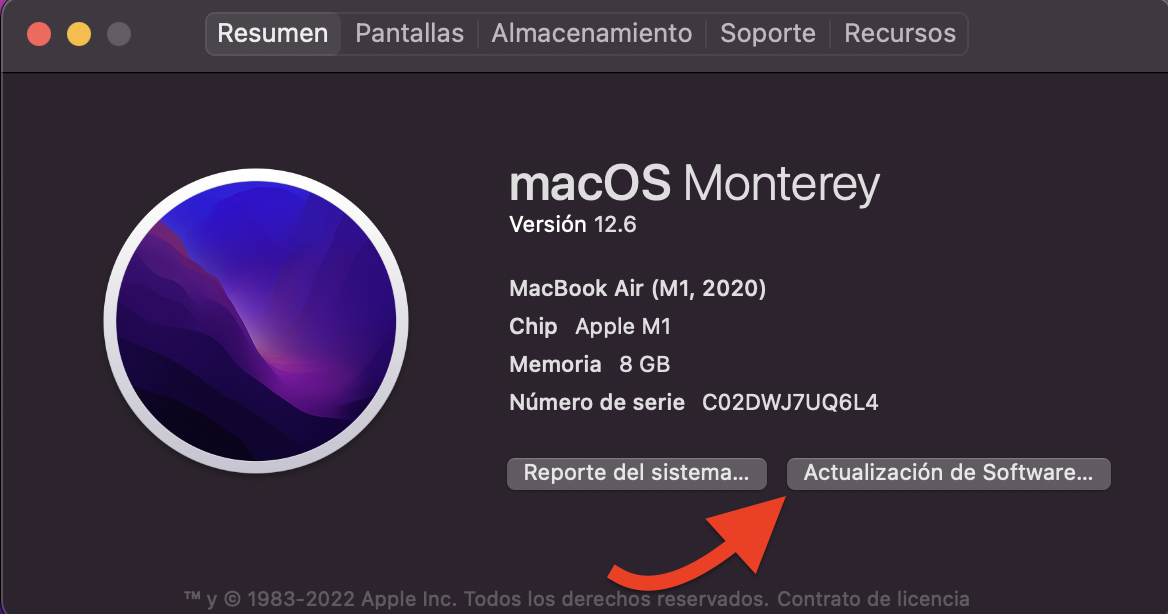 Resumen Pantallas Almacenamiento Soporte Recursos
macOS Monterey
Versión 12.6
MacBook Air (M1, 2020)
Chip Apple M1
Memoria 8 GB
Número de serie C02DWJ7UQ6L4
Reporte del sistema... Actualización de Software...
™ y © 1983-2022 Apple Inc. Todos los derechos reservados. Contrato de licencia